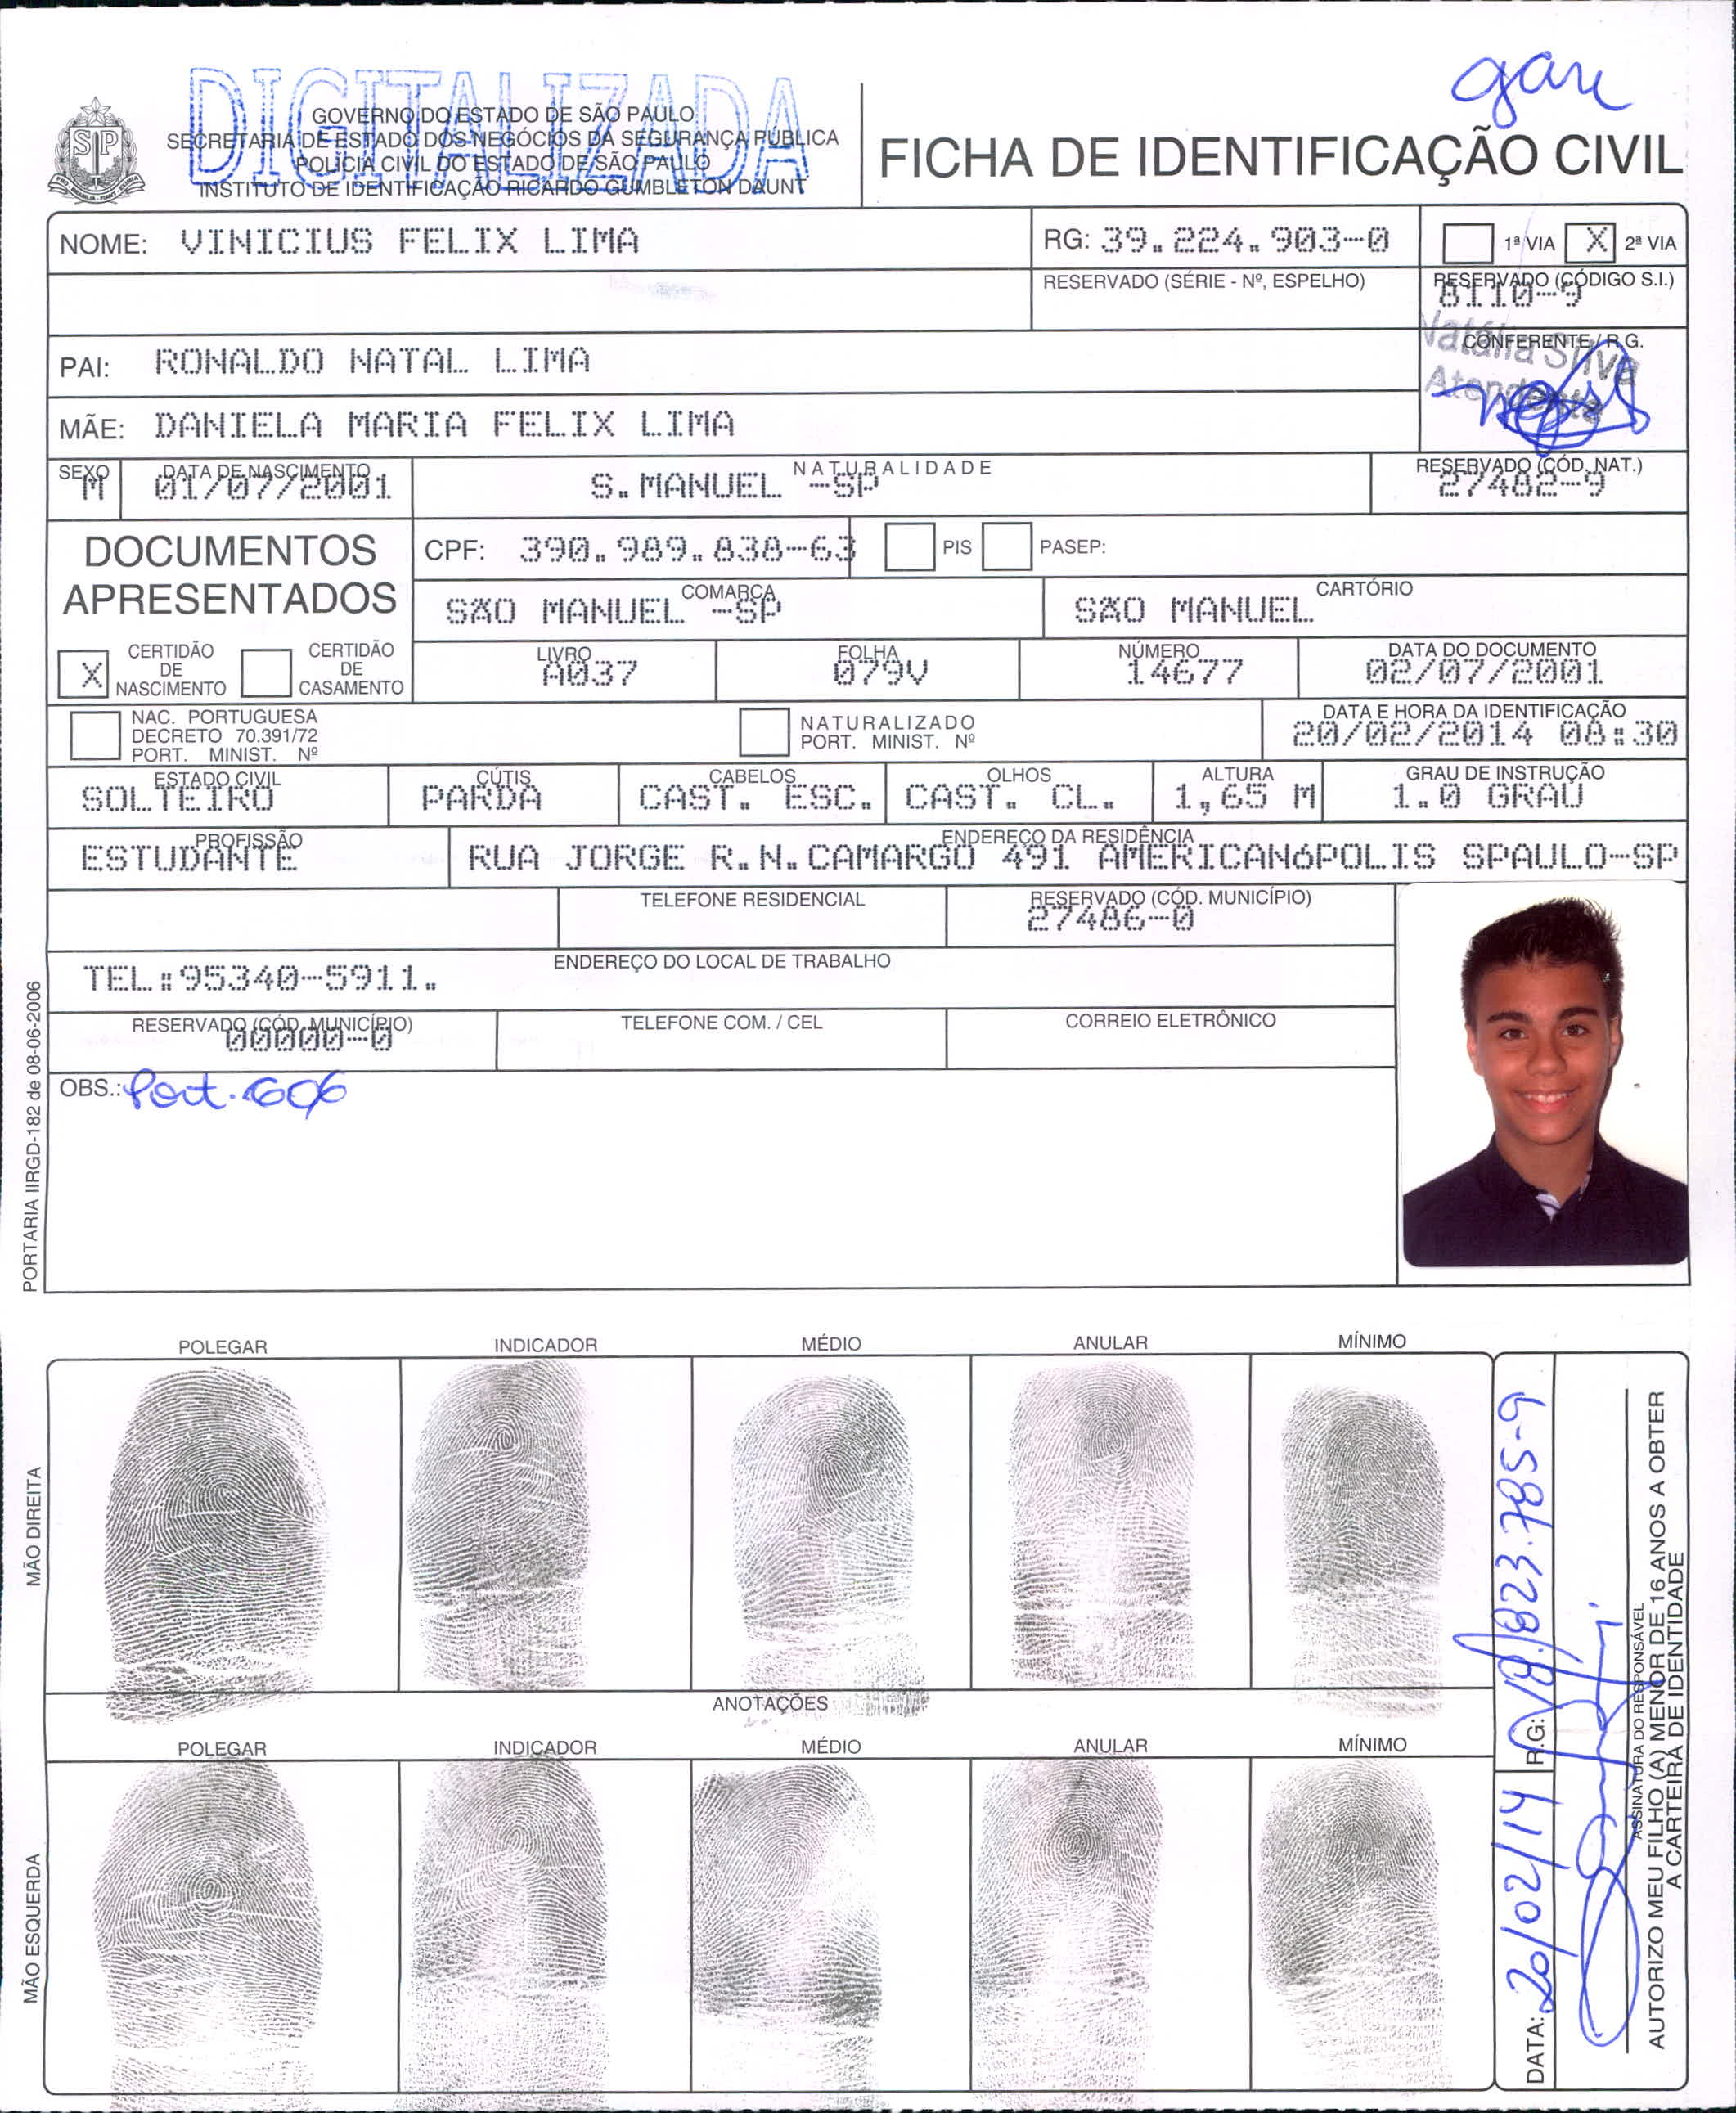 gare
DIGITALIZADA
GOVERNO DO ESTADO DE SÃO PAULO
SECRETARIA DE ESTADO DOS NEGÓCIOS DA SEGURANÇA PÚBLICA
POLÍCIA CIVIL DO ESTADO DE SÃO PAULO
INSTITUTO DE IDENTIFICAÇÃO RICARDO GUMBLETON DAUNT
SP
FICHA DE IDENTIFICAÇÃO CIVIL
NOME: VINICIUS FELIX LIMA
RG: 39.224.903-0
1ª VIA X 2ª VIA
RESERVADO (SÉRIE - Nº, ESPELHO)
RESERVADO (CÓDIGO S.I.)
8110-9
PAI: RONALDO NATAL LIMA
CONFERENTE / R.G.
Natália Silva
Atendente
MÃE: DANIELA MARIA FELIX LIMA
SEXO
M
DATA DE NASCIMENTO
01/07/2001
NATURALIDADE
S.MANUEL -SP
RESERVADO (CÓD. NAT.)
27482-9
DOCUMENTOS
APRESENTADOS
CPF: 390.989.838-63
PIS
PASEP:
COMARCA
SÃO MANUEL -SP
CARTÓRIO
SÃO MANUEL
X CERTIDÃO
DE
NASCIMENTO
CERTIDÃO
DE
CASAMENTO
LIVRO
A037
FOLHA
079V
NÚMERO
14677
DATA DO DOCUMENTO
02/07/2001
NAC. PORTUGUESA
DECRETO 70.391/72
PORT. MINIST. Nº
NATURALIZADO
PORT. MINIST. Nº
DATA E HORA DA IDENTIFICAÇÃO
20/02/2014 08:30
ESTADO CIVIL
SOLTEIRO
CÚTIS
PARDA
CABELOS
CAST. ESC.
OLHOS
CAST. CL.
ALTURA
1,65 M
GRAU DE INSTRUÇÃO
1.0 GRAU
PROFISSÃO
ESTUDANTE
ENDEREÇO DA RESIDÊNCIA
RUA JORGE R.N.CAMARGO 491 AMERICANóPOLIS SPAULO-SP
TELEFONE RESIDENCIAL
RESERVADO (CÓD. MUNICÍPIO)
27486-0
ENDEREÇO DO LOCAL DE TRABALHO
TEL:95340-5911.
RESERVADO (CÓD. MUNICÍPIO)
00000-0
TELEFONE COM. / CEL
CORREIO ELETRÔNICO
OBS.: Port. 606
PORTARIA IIRGD-182 de 08-06-2006
POLEGAR
INDICADOR
MÉDIO
ANULAR
MÍNIMO
MÃO DIREITA
ANOTAÇÕES
POLEGAR
INDICADOR
MÉDIO
ANULAR
MÍNIMO
MÃO ESQUERDA
DATA: 20/02/14 R.G: 18.823.785-9
ASSINATURA DO RESPONSÁVEL
AUTORIZO MEU FILHO (A) MENOR DE 16 ANOS A OBTER
A CARTEIRA DE IDENTIDADE